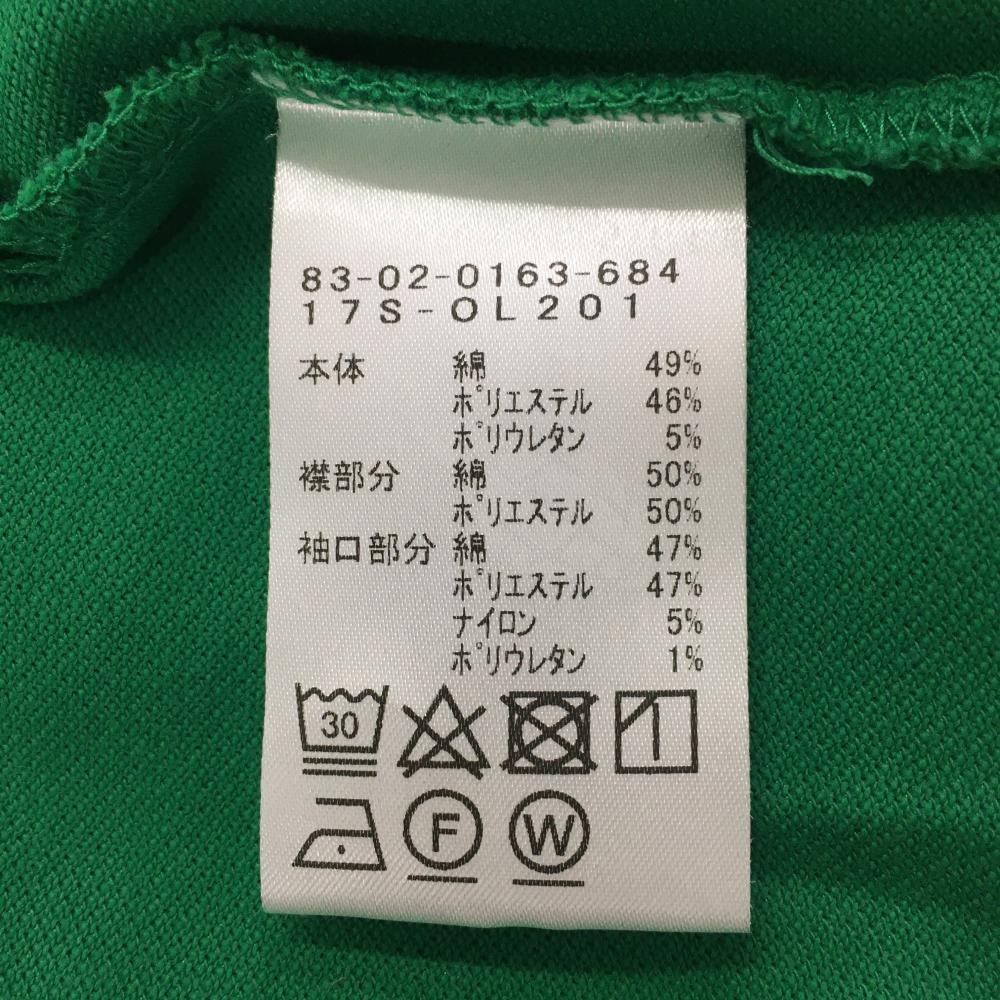 83-02-0163-684
17S-OL201
本体 綿 49%
ポリエステル 46%
ポリウレタン 5%
襟部分 綿 50%
ポリエステル 50%
袖口部分 綿 47%
ポリエステル 47%
ナイロン 5%
ポリウレタン 1%
30
F W